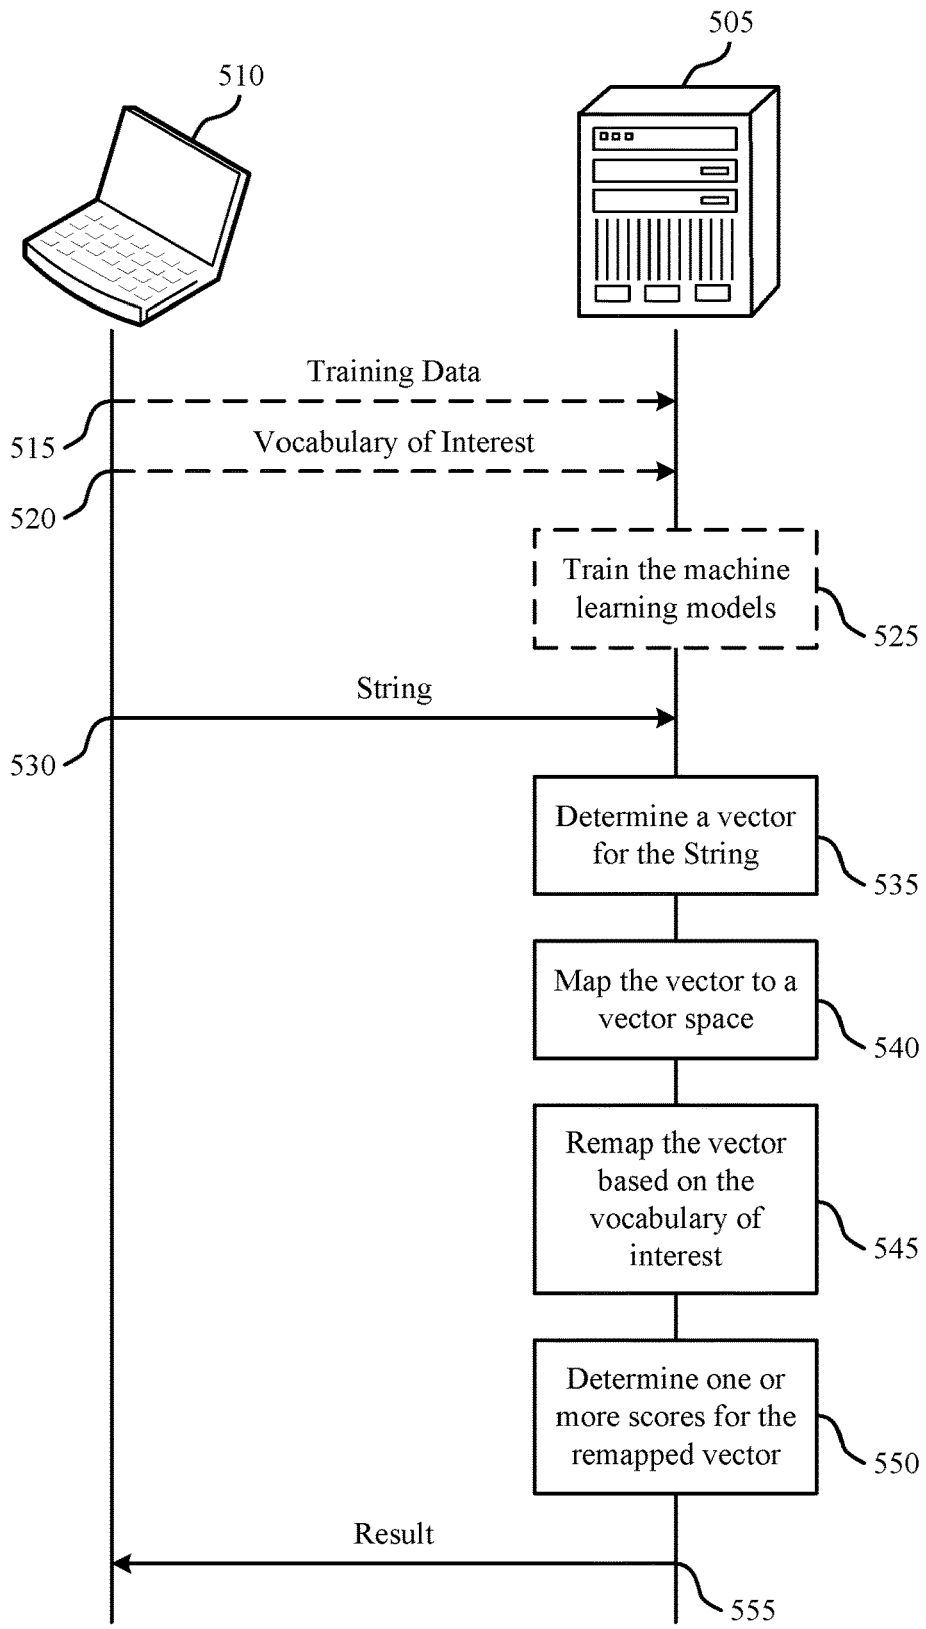 505
510
Training Data
515
Vocabulary of Interest
520
Train the machine
learning models
525
String
530
Determine a vector
for the String
535
Map the vector to a
vector space
540
Remap the vector
based on the
vocabulary of
interest
545
Determine one or
more scores for the
remapped vector
550
Result
555